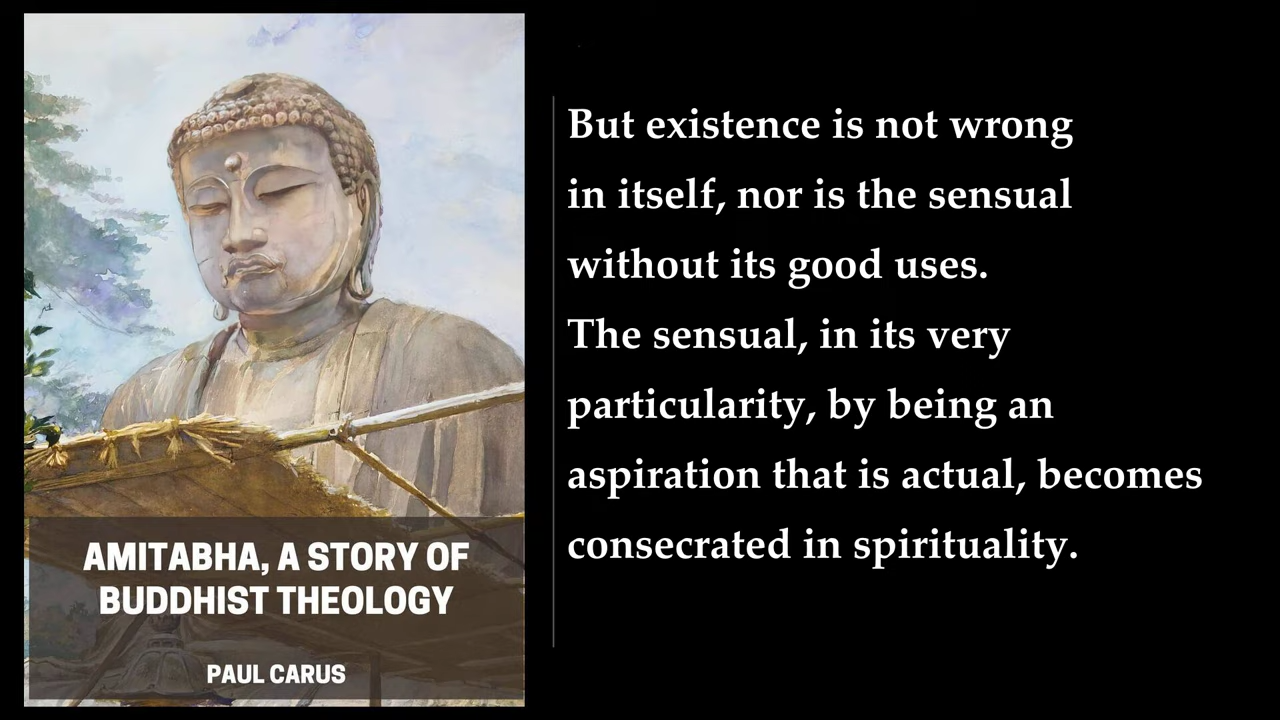 AMITABHA, A STORY OF
BUDDHIST THEOLOGY
PAUL CARUS
But existence is not wrong
in itself, nor is the sensual
without its good uses.
The sensual, in its very
particularity, by being an
aspiration that is actual, becomes
consecrated in spirituality.